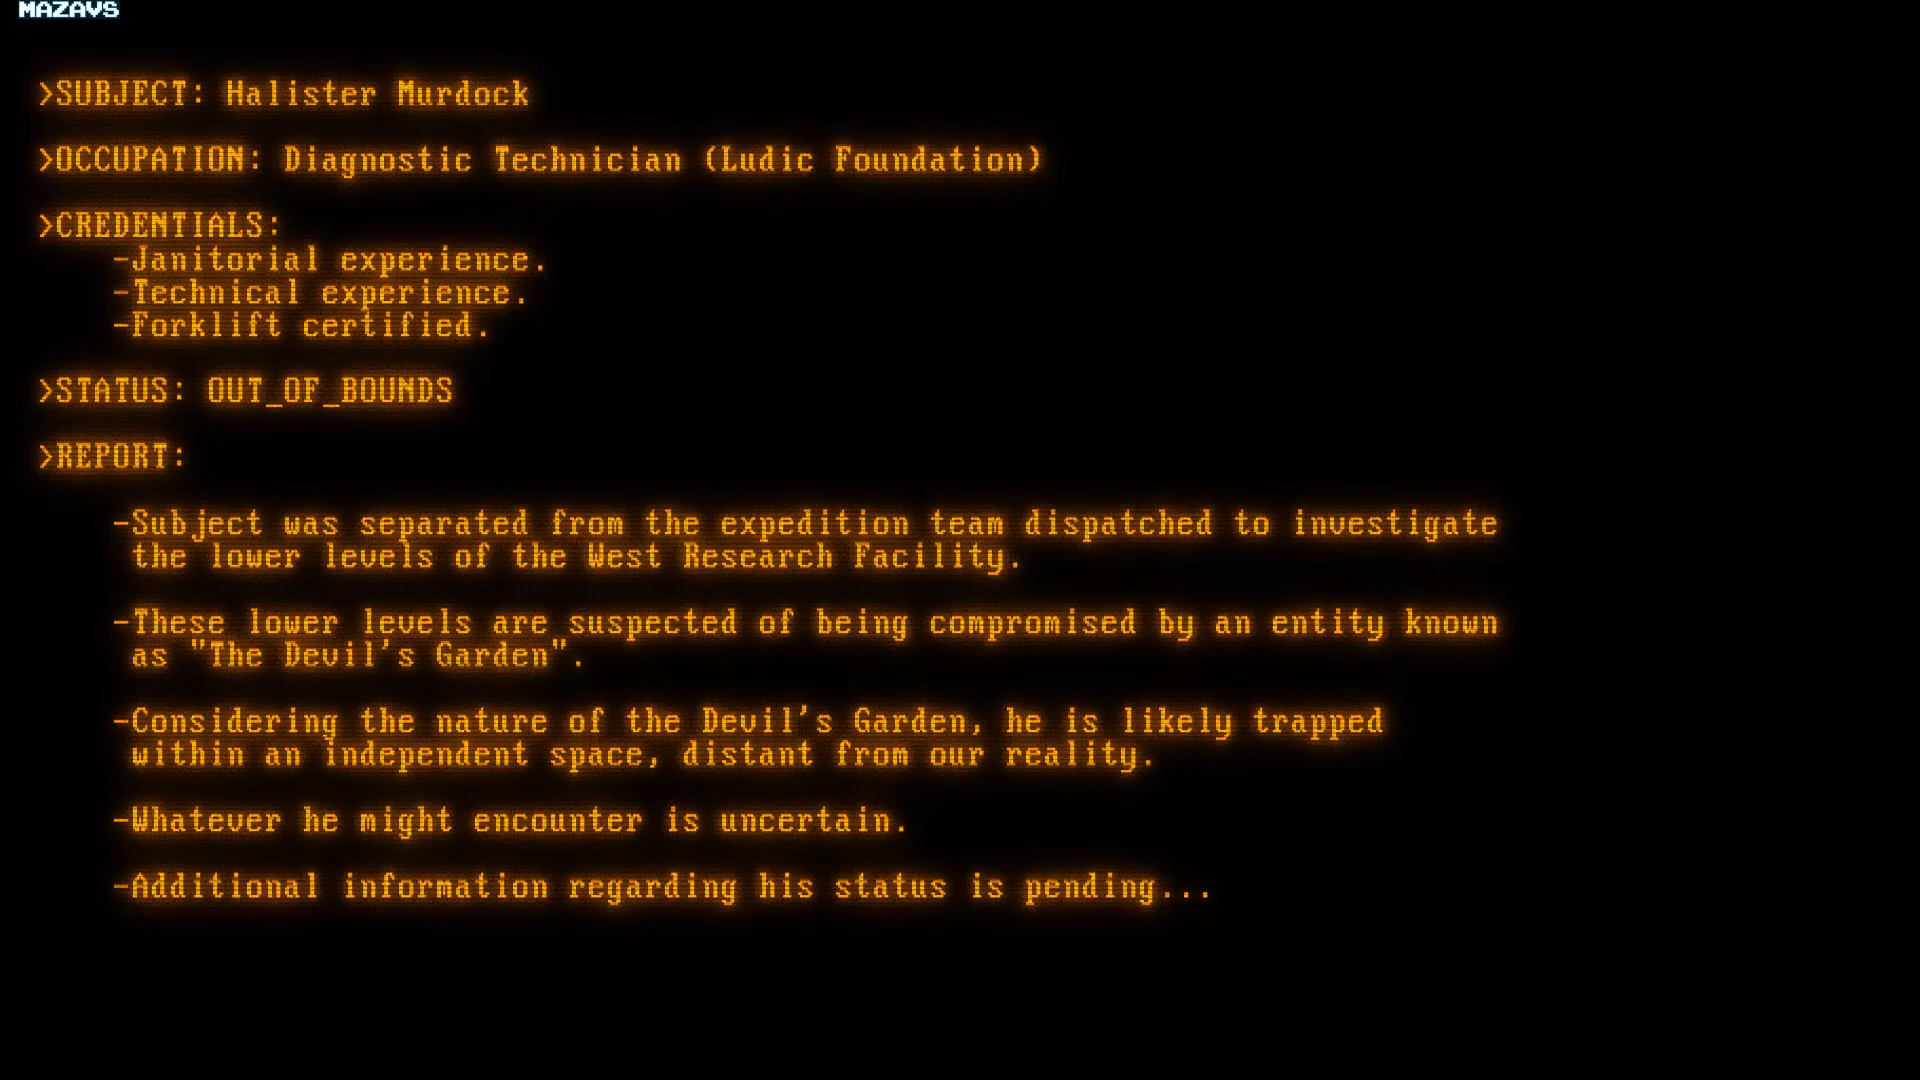 MAZAVS
>SUBJECT: Halister Murdock
>OCCUPATION: Diagnostic Technician (Ludic Foundation)
>CREDENTIALS:
-Janitorial experience.
-Technical experience.
-Forklift certified.
>STATUS: OUT_OF_BOUNDS
>REPORT:
-Subject was separated from the expedition team dispatched to investigate
the lower levels of the West Research Facility.
-These lower levels are suspected of being compromised by an entity known
as "The Devil's Garden".
-Considering the nature of the Devil's Garden, he is likely trapped
within an independent space, distant from our reality.
-Whatever he might encounter is uncertain.
-Additional information regarding his status is pending...